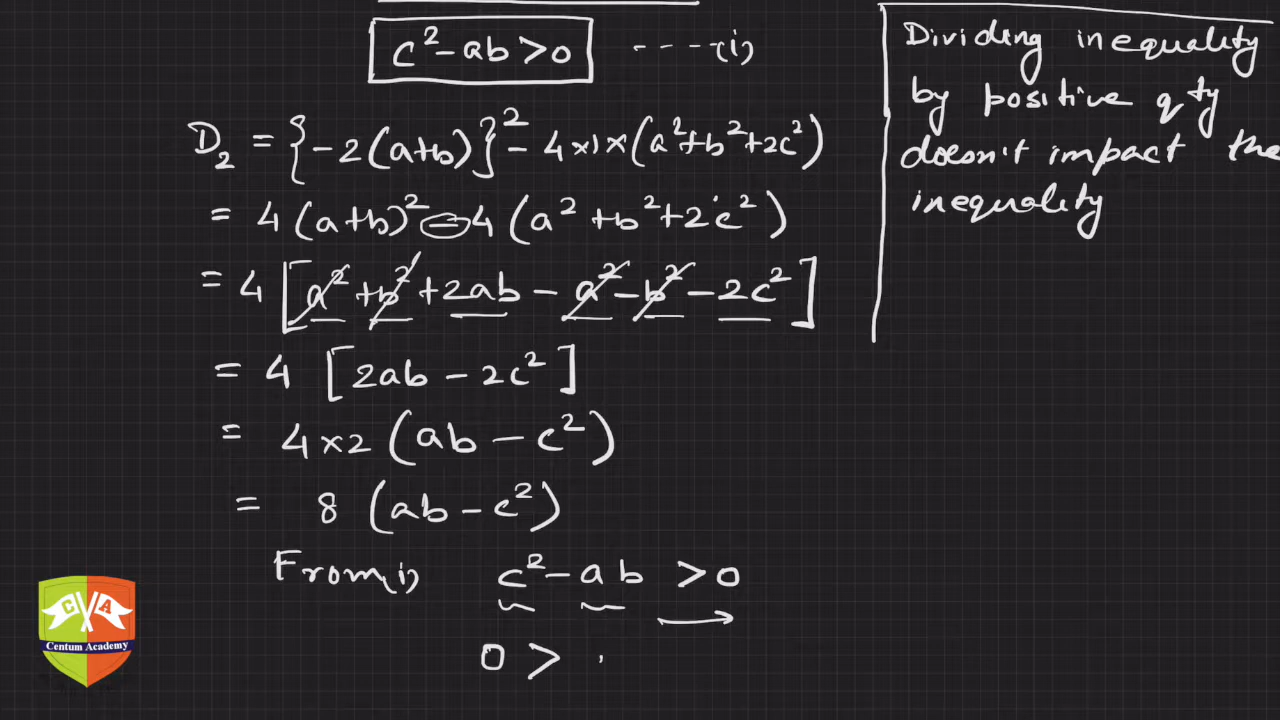 c²-ab>0 ----(i)
D₂ = {-2(a+b)}² - 4×1×(a²+b²+2c²)
= 4(a+b)² - 4(a²+b²+2c²)
= 4[a²+b²+2ab-a²-b²-2c²]
= 4 [2ab-2c²]
= 4×2 (ab-c²)
= 8 (ab-c²)
From(i) c²-ab >0
0 >
Dividing inequality
by positive qty
doesn't impact the
inequality
C A
Centum Academy